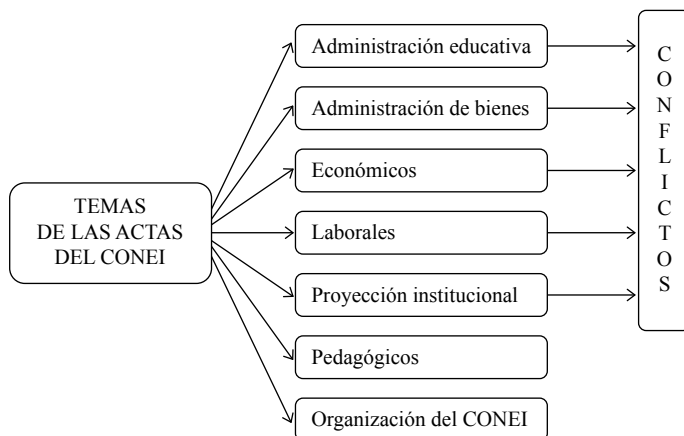 TEMAS
DE LAS ACTAS
DEL CONEI
Administración educativa
Administración de bienes
Económicos
Laborales
Proyección institucional
Pedagógicos
Organización del CONEI
C
O
N
F
L
I
C
T
O
S